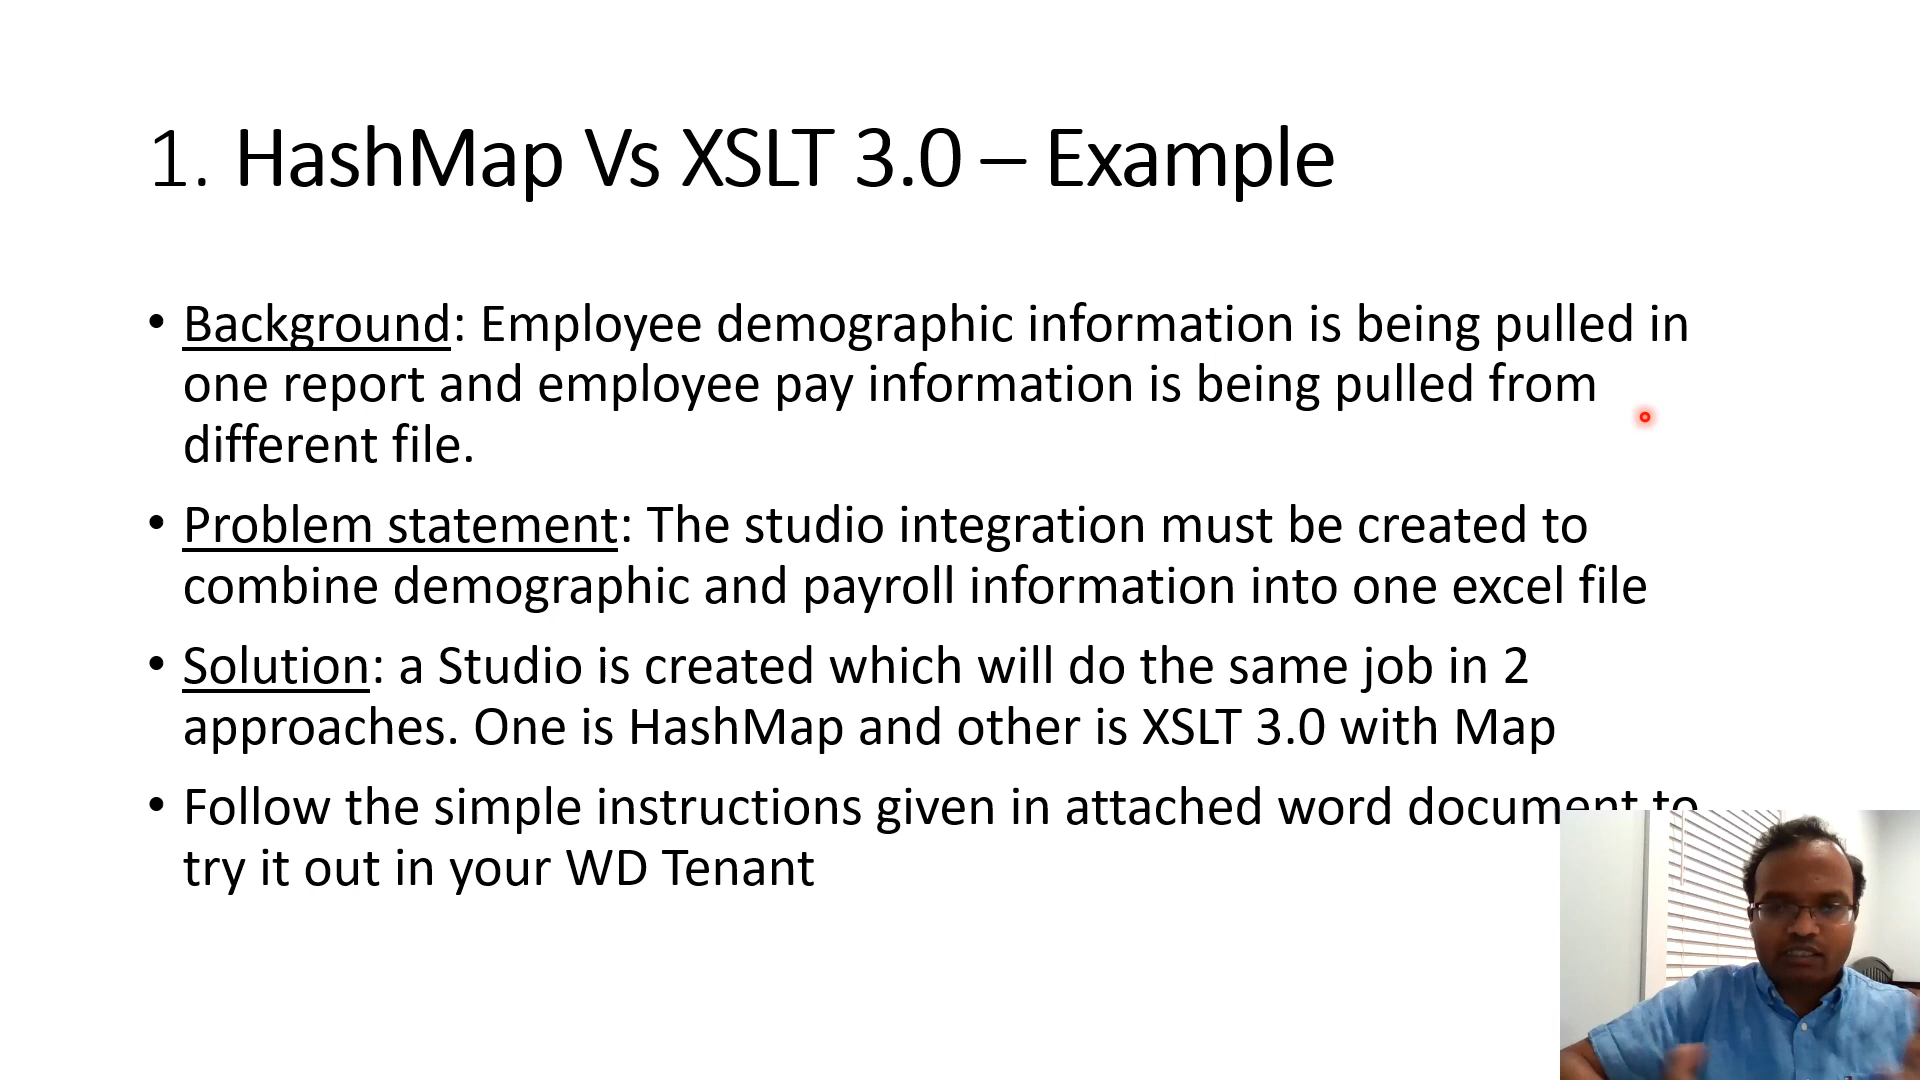 1. HashMap Vs XSLT 3.0 – Example
• Background: Employee demographic information is being pulled in
one report and employee pay information is being pulled from
different file.
• Problem statement: The studio integration must be created to
combine demographic and payroll information into one excel file
• Solution: a Studio is created which will do the same job in 2
approaches. One is HashMap and other is XSLT 3.0 with Map
• Follow the simple instructions given in attached word document to
try it out in your WD Tenant